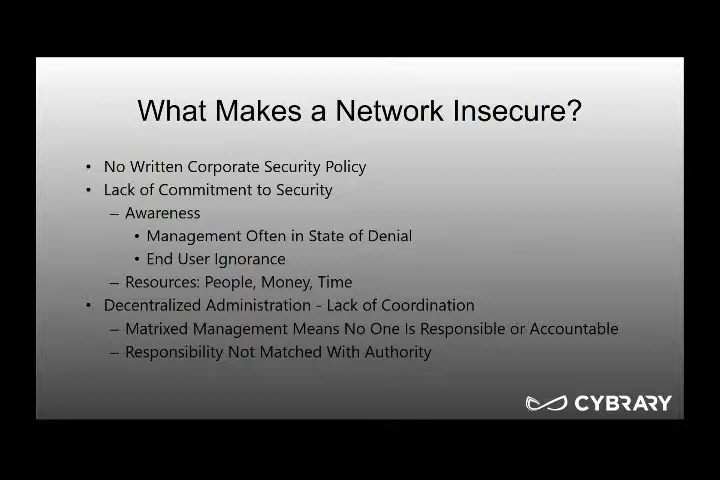 What Makes a Network Insecure?
• No Written Corporate Security Policy
• Lack of Commitment to Security
– Awareness
• Management Often in State of Denial
• End User Ignorance
– Resources: People, Money, Time
• Decentralized Administration - Lack of Coordination
– Matrixed Management Means No One Is Responsible or Accountable
– Responsibility Not Matched With Authority
CYBRARY